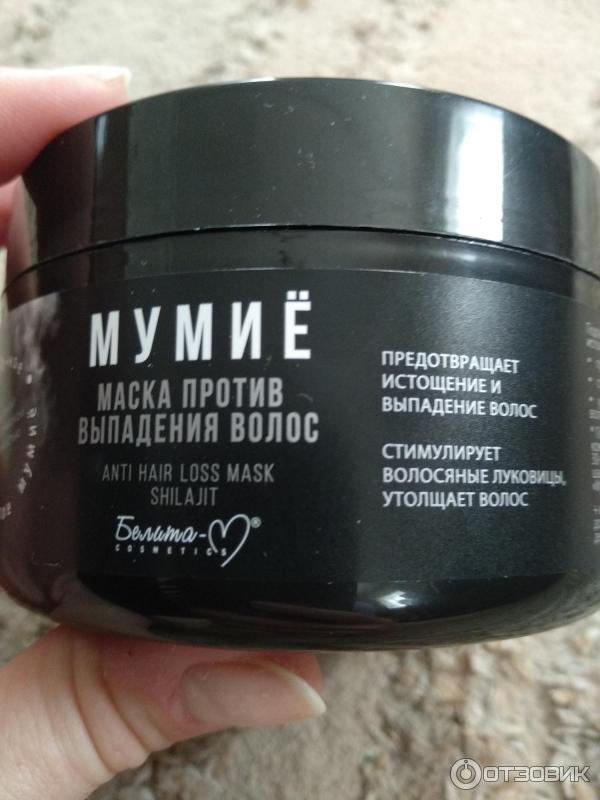 МУМИЁ
МАСКА ПРОТИВ
ВЫПАДЕНИЯ ВОЛОС
ANTI HAIR LOSS MASK
SHILAJIT
Белита-М®
COSMETICS
ПРЕДОТВРАЩАЕТ
ИСТОЩЕНИЕ И
ВЫПАДЕНИЕ ВОЛОС
СТИМУЛИРУЕТ
ВОЛОСЯНЫЕ ЛУКОВИЦЫ,
УТОЛЩАЕТ ВОЛОС
ОТЗОВИК